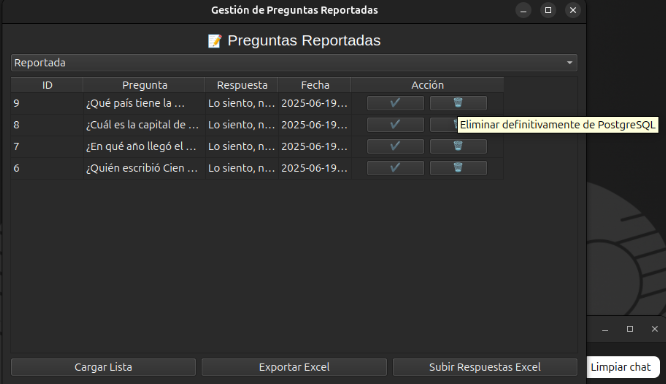 Gestión de Preguntas Reportadas
📝 Preguntas Reportadas
Reportada
ID Pregunta Respuesta Fecha Acción
9 ¿Qué país tiene la ... Lo siento, n... 2025-06-19...
8 ¿Cuál es la capital de ... Lo siento, n... 2025-06-19...
Eliminar definitivamente de PostgreSQL
7 ¿En qué año llegó el ... Lo siento, n... 2025-06-19...
6 ¿Quién escribió Cien ... Lo siento, n... 2025-06-19...
Cargar Lista Exportar Excel Subir Respuestas Excel
Limpiar chat